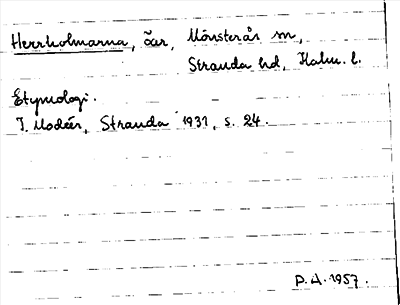 Herrholmarna, öar, Mönsterås sn,
Stranda hd, Kalm. l.
Etymologi.
I. Modéer, Stranda 1931, s. 24.
P.A. 1957.